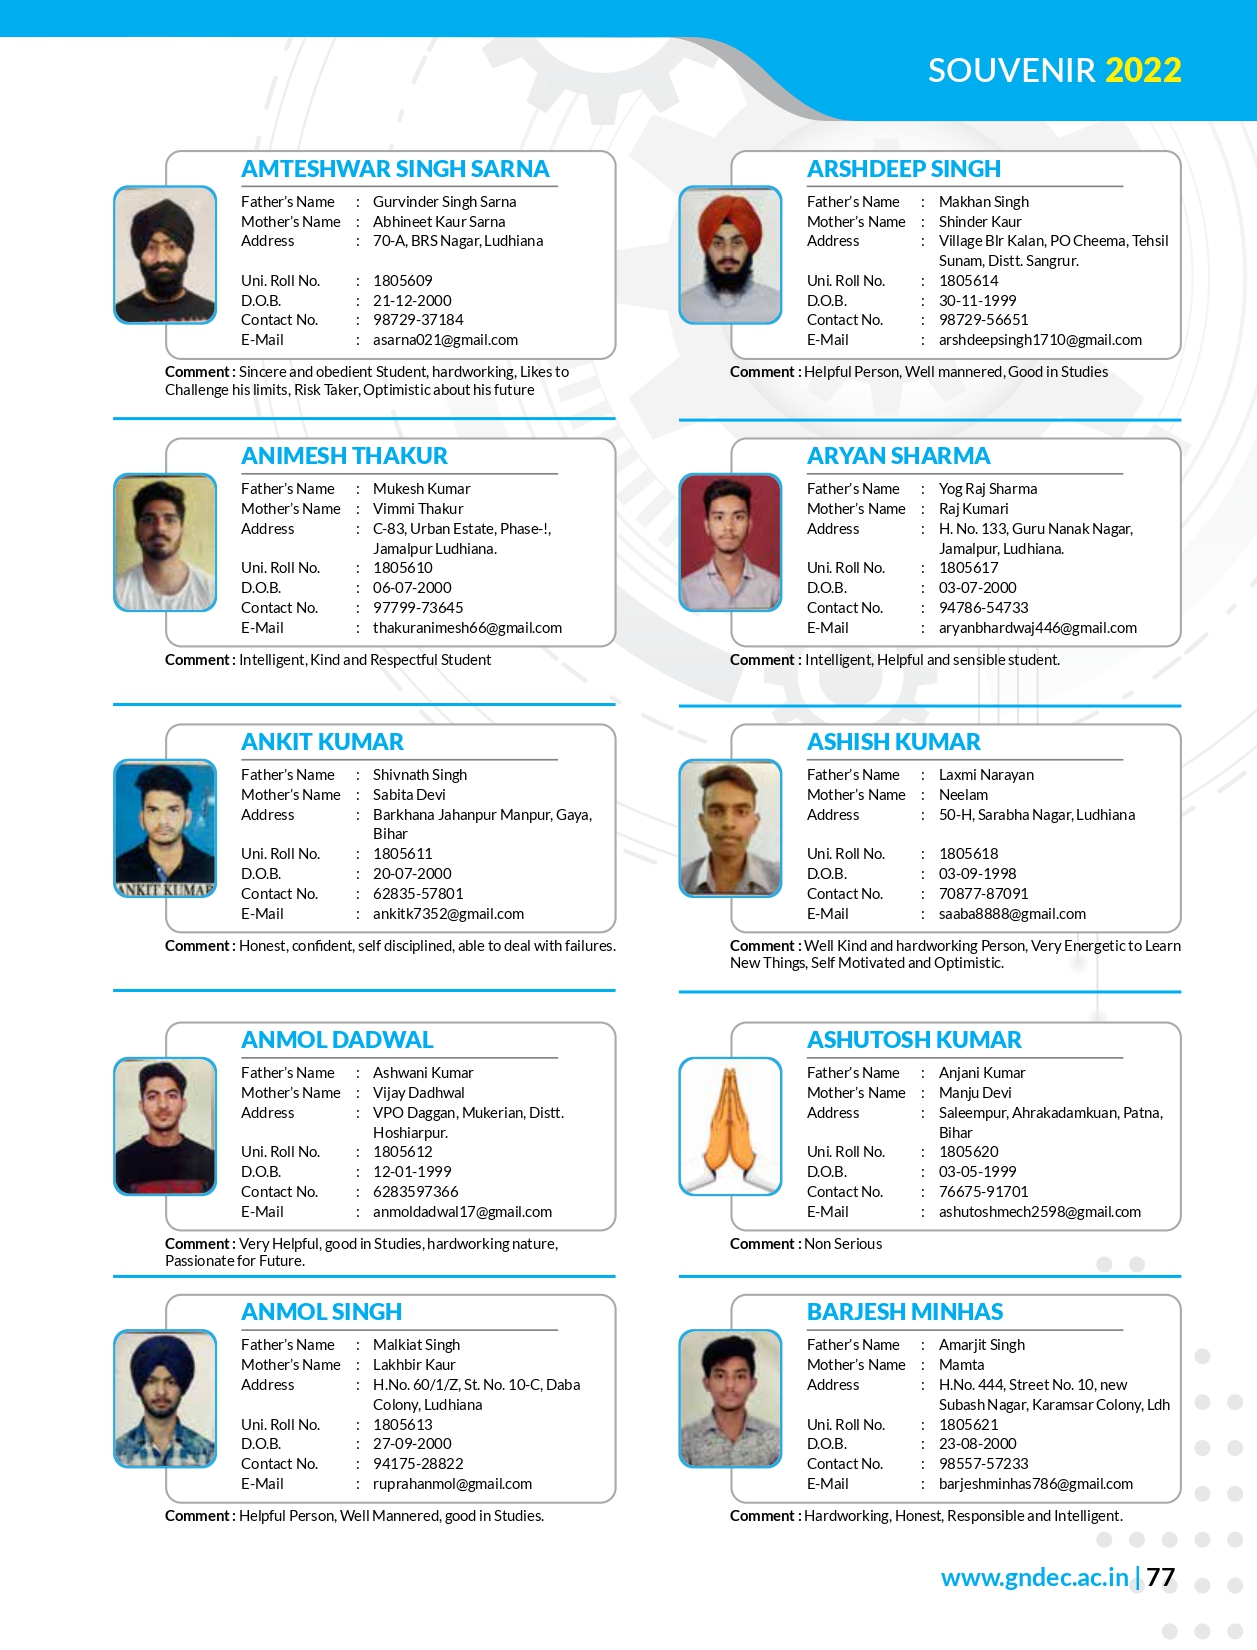 SOUVENIR 2022
AMTESHWAR SINGH SARNA
Father's Name : Gurvinder Singh Sarna
Mother's Name : Abhineet Kaur Sarna
Address : 70-A, BRS Nagar, Ludhiana
Uni. Roll No. : 1805609
D.O.B. : 21-12-2000
Contact No. : 98729-37184
E-Mail : asarna021@gmail.com
Comment : Sincere and obedient Student, hardworking, Likes to
Challenge his limits, Risk Taker, Optimistic about his future
ANIMESH THAKUR
Father's Name : Mukesh Kumar
Mother's Name : Vimmi Thakur
Address : C-83, Urban Estate, Phase-!,
Jamalpur Ludhiana.
Uni. Roll No. : 1805610
D.O.B. : 06-07-2000
Contact No. : 97799-73645
E-Mail : thakuranimesh66@gmail.com
Comment : Intelligent, Kind and Respectful Student
ANKIT KUMAR
Father's Name : Shivnath Singh
Mother's Name : Sabita Devi
Address : Barkhana Jahanpur Manpur, Gaya,
Bihar
Uni. Roll No. : 1805611
D.O.B. : 20-07-2000
Contact No. : 62835-57801
E-Mail : ankitk7352@gmail.com
ANKIT KUMAR
Comment : Honest, confident, self disciplined, able to deal with failures.
ANMOL DADWAL
Father's Name : Ashwani Kumar
Mother's Name : Vijay Dadhwal
Address : VPO Daggan, Mukerian, Distt.
Hoshiarpur.
Uni. Roll No. : 1805612
D.O.B. : 12-01-1999
Contact No. : 6283597366
E-Mail : anmoldadwal17@gmail.com
Comment : Very Helpful, good in Studies, hardworking nature,
Passionate for Future.
ANMOL SINGH
Father's Name : Malkiat Singh
Mother's Name : Lakhbir Kaur
Address : H.No. 60/1/Z, St. No. 10-C, Daba
Colony, Ludhiana
Uni. Roll No. : 1805613
D.O.B. : 27-09-2000
Contact No. : 94175-28822
E-Mail : ruprahanmol@gmail.com
Comment : Helpful Person, Well Mannered, good in Studies.
ARSHDEEP SINGH
Father's Name : Makhan Singh
Mother's Name : Shinder Kaur
Address : Village Blr Kalan, PO Cheema, Tehsil
Sunam, Distt. Sangrur.
Uni. Roll No. : 1805614
D.O.B. : 30-11-1999
Contact No. : 98729-56651
E-Mail : arshdeepsingh1710@gmail.com
Comment : Helpful Person, Well mannered, Good in Studies
ARYAN SHARMA
Father's Name : Yog Raj Sharma
Mother's Name : Raj Kumari
Address : H. No. 133, Guru Nanak Nagar,
Jamalpur, Ludhiana.
Uni. Roll No. : 1805617
D.O.B. : 03-07-2000
Contact No. : 94786-54733
E-Mail : aryanbhardwaj446@gmail.com
Comment : Intelligent, Helpful and sensible student.
ASHISH KUMAR
Father's Name : Laxmi Narayan
Mother's Name : Neelam
Address : 50-H, Sarabha Nagar, Ludhiana
Uni. Roll No. : 1805618
D.O.B. : 03-09-1998
Contact No. : 70877-87091
E-Mail : saaba8888@gmail.com
Comment : Well Kind and hardworking Person, Very Energetic to Learn
New Things, Self Motivated and Optimistic.
ASHUTOSH KUMAR
Father's Name : Anjani Kumar
Mother's Name : Manju Devi
Address : Saleempur, Ahrakadamkuan, Patna,
Bihar
Uni. Roll No. : 1805620
D.O.B. : 03-05-1999
Contact No. : 76675-91701
E-Mail : ashutoshmech2598@gmail.com
Comment : Non Serious
BARJESH MINHAS
Father's Name : Amarjit Singh
Mother's Name : Mamta
Address : H.No. 444, Street No. 10, new
Subash Nagar, Karamsar Colony, Ldh
Uni. Roll No. : 1805621
D.O.B. : 23-08-2000
Contact No. : 98557-57233
E-Mail : barjeshminhas786@gmail.com
Comment : Hardworking, Honest, Responsible and Intelligent.
www.gndec.ac.in | 77